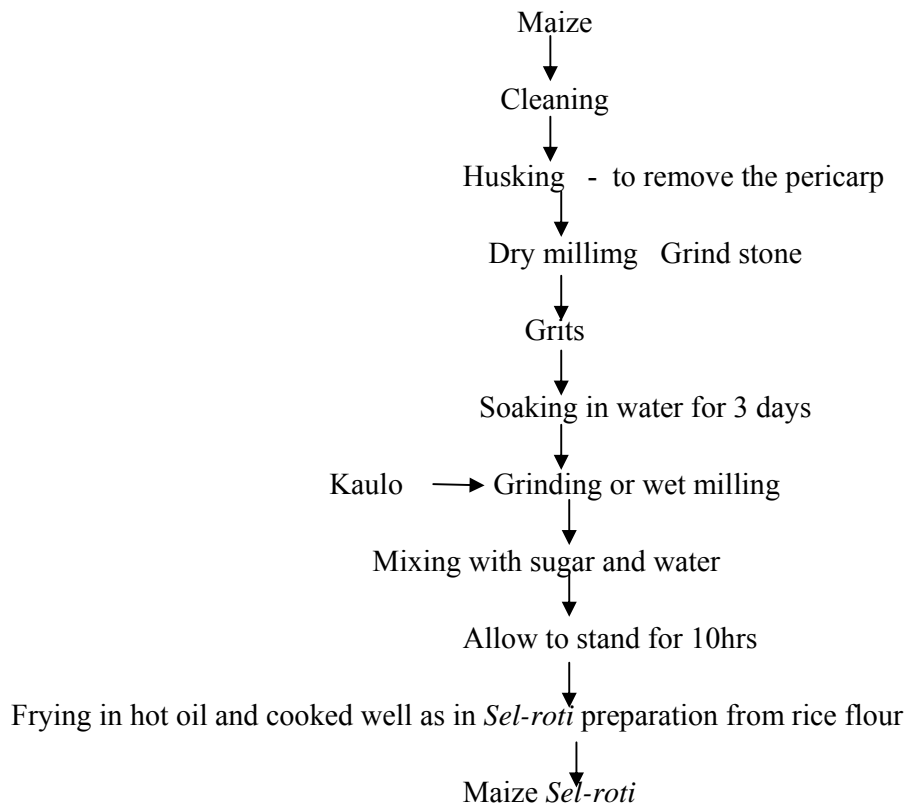 Maize
Cleaning
Husking - to remove the pericarp
Dry millimg Grind stone
Grits
Soaking in water for 3 days
Kaulo Grinding or wet milling
Mixing with sugar and water
Allow to stand for 10hrs
Frying in hot oil and cooked well as in Sel-roti preparation from rice flour
Maize Sel-roti